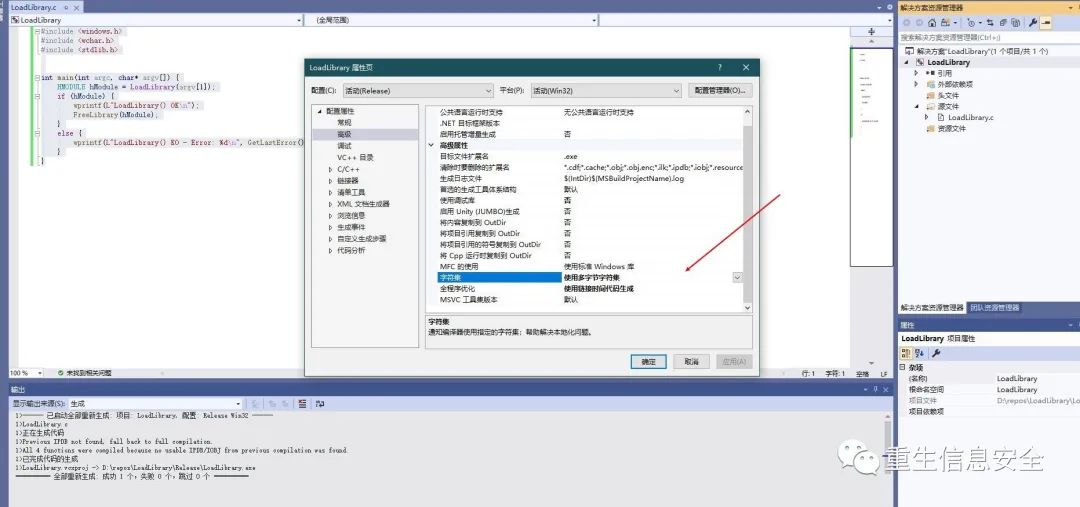 LoadLibrary.c
LoadLibrary
(全局范围)
#include <windows.h>
#include <wchar.h>
#include <stdlib.h>
int main(int argc, char* argv[]) {
HMODULE hModule = LoadLibrary(argv[1]);
if (hModule) {
wprintf(L"LoadLibrary() OK\n");
FreeLibrary(hModule);
}
else {
wprintf(L"LoadLibrary() KO - Error: %d\n", GetLastError()
}
}
100 %
未找到相关问题
行: 1
字符: 1
空格
LF
LoadLibrary 属性页
?
配置(C):
活动(Release)
平台(P):
活动(Win32)
配置管理器(O)...
配置属性
常规
高级
调试
VC++ 目录
C/C++
链接器
清单工具
XML 文档生成器
浏览信息
生成事件
自定义生成步骤
代码分析
公共语言运行时支持
无公共语言运行时支持
.NET 目标框架版本
启用托管增量生成
否
高级属性
目标文件扩展名
.exe
清除时要删除的扩展名
*.cdf;*.cache;*.obj;*.obj.enc;*.ilk;*.ipdb;*.iobj;*.resource
生成日志文件
$(IntDir)$(MSBuildProjectName).log
首选的生成工具体系结构
默认
使用调试库
否
启用 Unity (JUMBO)生成
否
将内容复制到 OutDir
否
将项目引用复制到 OutDir
否
将项目引用的符号复制到 OutDir
否
将 Cpp 运行时复制到 OutDir
否
MFC 的使用
使用标准 Windows 库
字符集
使用多字节字符集
全程序优化
使用链接时间代码生成
MSVC 工具集版本
默认
字符集
通知编译器使用指定的字符集；帮助解决本地化问题。
确定
取消
应用(A)
解决方案资源管理器
搜索解决方案资源管理器(Ctrl+;)
解决方案"LoadLibrary"(1 个项目/共 1 个)
LoadLibrary
引用
外部依赖项
头文件
源文件
LoadLibrary.c
资源文件
解决方案资源管理器
团队资源管理器
属性
LoadLibrary 项目属性
杂项
(名称)
LoadLibrary
根命名空间
LoadLibrary
项目文件
D:\repos\LoadLibrary\Lo
项目依赖项
输出
显示输出来源(S):
生成
1>------ 已启动全部重新生成: 项目: LoadLibrary, 配置: Release Win32 ------
1>LoadLibrary.c
1>正在生成代码
1>Previous IPDB not found, fall back to full compilation.
1>All 4 functions were compiled because no usable IPDB/IOBJ from previous compilation was found.
1>已完成代码的生成
1>LoadLibrary.vcxproj -> D:\repos\LoadLibrary\Release\LoadLibrary.exe
========== 全部重新生成: 成功 1 个，失败 0 个，跳过 0 个 ==========
重生信息安全